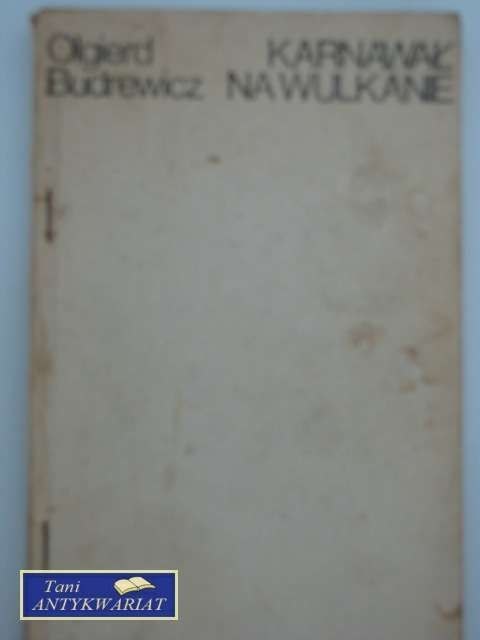 Olgierd KARNAWAŁ
Budrewicz NA WULKANIE
Tani
ANTYKWARIAT